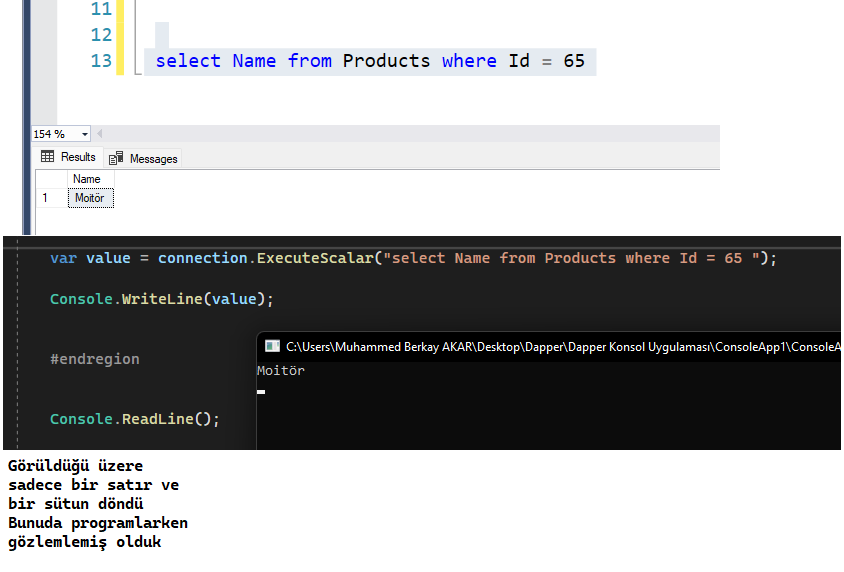 11
12
13 select Name from Products where Id = 65
154 %
Results Messages
Name
1 Moitör
var value = connection.ExecuteScalar("select Name from Products where Id = 65 ");
Console.WriteLine(value);
#endregion
C:\Users\Muhammed Berkay AKAR\Desktop\Dapper\Dapper Konsol Uygulaması\ConsoleApp1\ConsoleA
Moitör
Console.ReadLine();
Görüldüğü üzere
sadece bir satır ve
bir sütun döndü
Bunuda programlarken
gözlemlemiş olduk